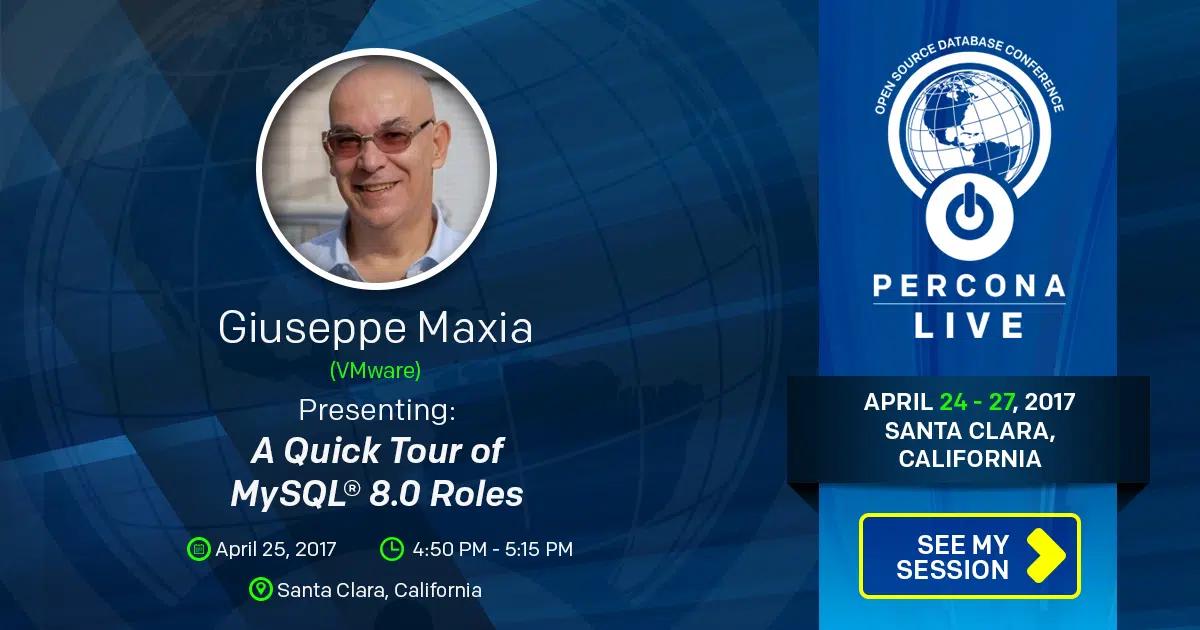 Giuseppe Maxia
(VMware)
Presenting:
A Quick Tour of
MySQL® 8.0 Roles
April 25, 2017
4:50 PM - 5:15 PM
Santa Clara, California
OPEN SOURCE DATABASE CONFERENCE
PERCONA
LIVE
APRIL 24 - 27, 2017
SANTA CLARA,
CALIFORNIA
SEE MY
SESSION